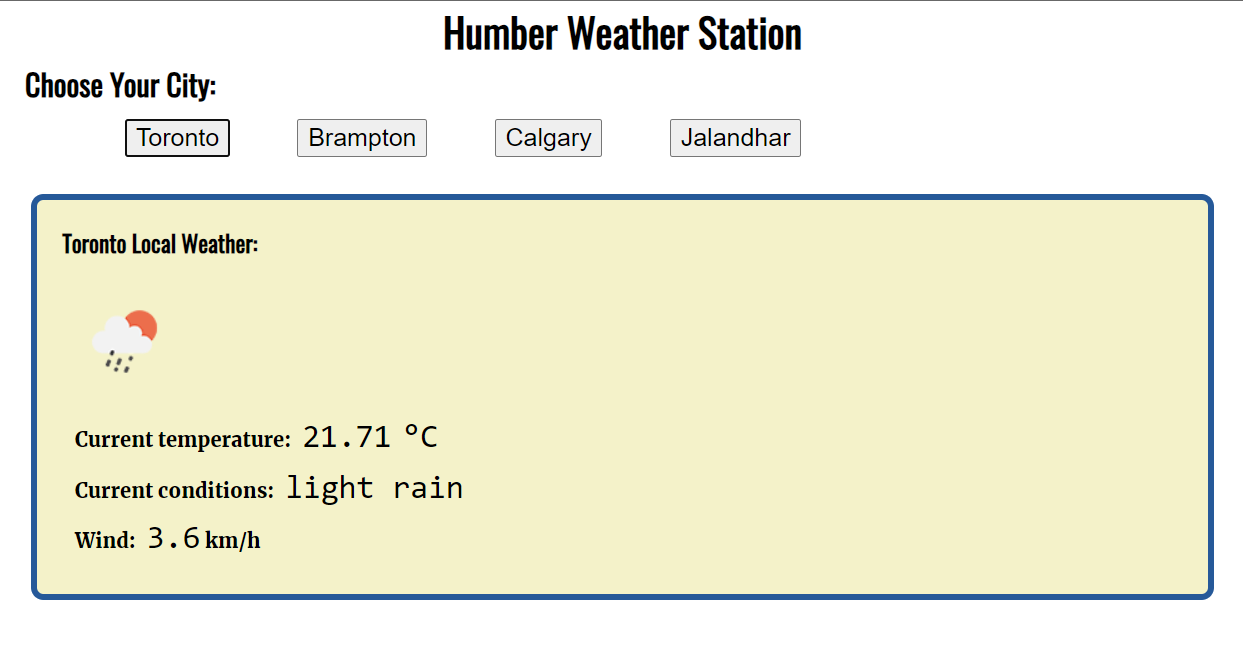 Humber Weather Station
Choose Your City:
Toronto Brampton Calgary Jalandhar
Toronto Local Weather:
Current temperature: 21.71 °C
Current conditions: light rain
Wind: 3.6 km/h